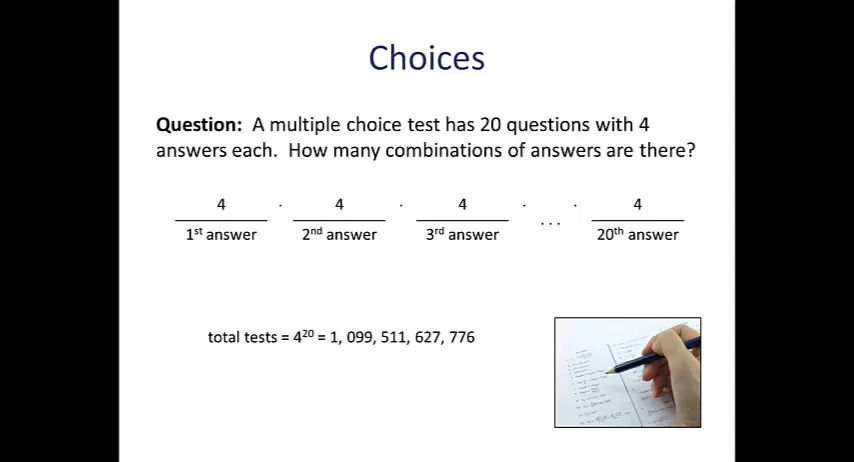 Choices
Question: A multiple choice test has 20 questions with 4
answers each. How many combinations of answers are there?
4 · 4 · 4 · ... · 4
1st answer 2nd answer 3rd answer 20th answer
total tests = 4²⁰ = 1, 099, 511, 627, 776